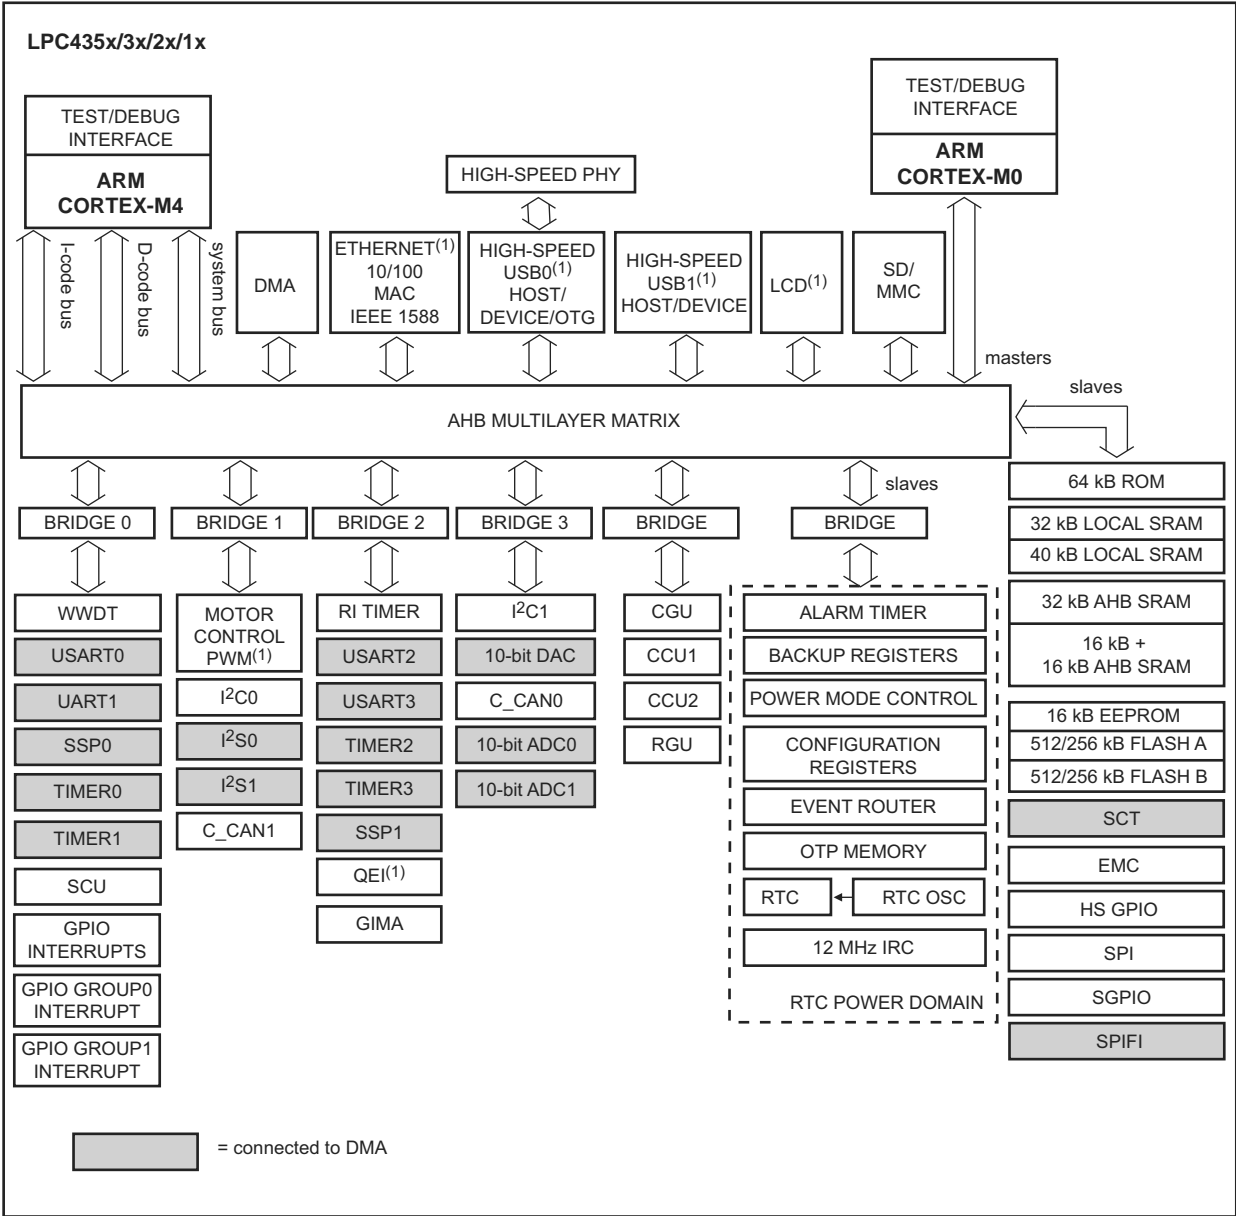 LPC435x/3x/2x/1x
TEST/DEBUG
INTERFACE
ARM
CORTEX-M4
TEST/DEBUG
INTERFACE
ARM
CORTEX-M0
HIGH-SPEED PHY
I-code bus
D-code bus
system bus
DMA
ETHERNET(1)
10/100
MAC
IEEE 1588
HIGH-SPEED
USB0(1)
HOST/
DEVICE/OTG
HIGH-SPEED
USB1(1)
HOST/DEVICE
LCD(1)
SD/
MMC
masters
slaves
AHB MULTILAYER MATRIX
slaves
BRIDGE 0
BRIDGE 1
BRIDGE 2
BRIDGE 3
BRIDGE
BRIDGE
WWDT
USART0
UART1
SSP0
TIMER0
TIMER1
SCU
GPIO
INTERRUPTS
GPIO GROUP0
INTERRUPT
GPIO GROUP1
INTERRUPT
MOTOR
CONTROL
PWM(1)
I2C0
I2S0
I2S1
C_CAN1
RI TIMER
USART2
USART3
TIMER2
TIMER3
SSP1
QEI(1)
GIMA
I2C1
10-bit DAC
C_CAN0
10-bit ADC0
10-bit ADC1
CGU
CCU1
CCU2
RGU
ALARM TIMER
BACKUP REGISTERS
POWER MODE CONTROL
CONFIGURATION
REGISTERS
EVENT ROUTER
OTP MEMORY
RTC
RTC OSC
12 MHz IRC
RTC POWER DOMAIN
64 kB ROM
32 kB LOCAL SRAM
40 kB LOCAL SRAM
32 kB AHB SRAM
16 kB +
16 kB AHB SRAM
16 kB EEPROM
512/256 kB FLASH A
512/256 kB FLASH B
SCT
EMC
HS GPIO
SPI
SGPIO
SPIFI
= connected to DMA